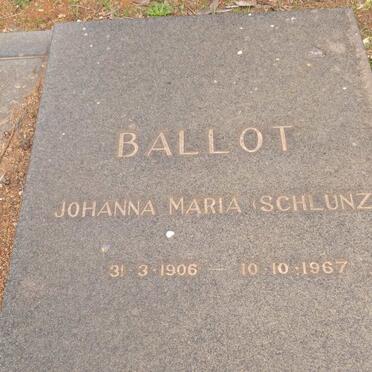 BALLOT
JOHANNA MARIA (SCHLUNZ
31·3·1906 — 10·10·1967